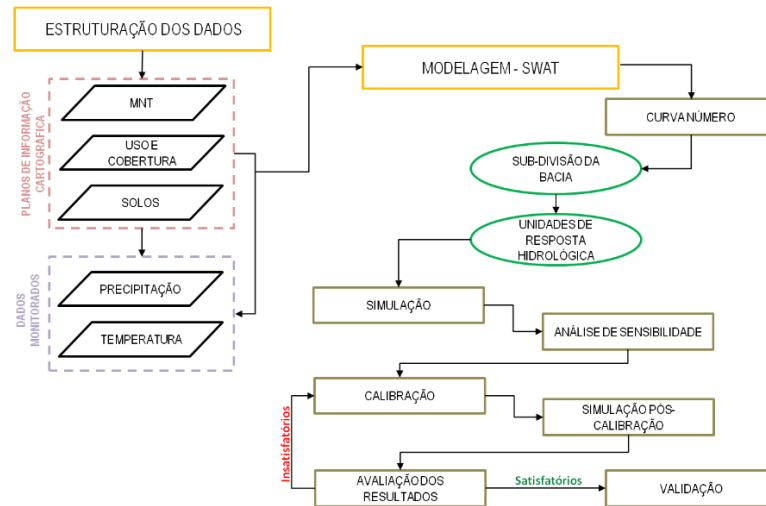 ESTRUTURAÇÃO DOS DADOS
PLANOS DE INFORMAÇÃO
CARTOGRÁFICA
MNT
USO E
COBERTURA
SOLOS
DADOS
MONITORADOS
PRECIPITAÇÃO
TEMPERATURA
MODELAGEM - SWAT
CURVA NÚMERO
SUB-DIVISÃO DA
BACIA
UNIDADES DE
RESPOSTA
HIDROLÓGICA
SIMULAÇÃO
ANÁLISE DE SENSIBILIDADE
CALIBRAÇÃO
SIMULAÇÃO PÓS-
CALIBRAÇÃO
Insatisfatórios
AVALIAÇÃO DOS
RESULTADOS
Satisfatórios
VALIDAÇÃO